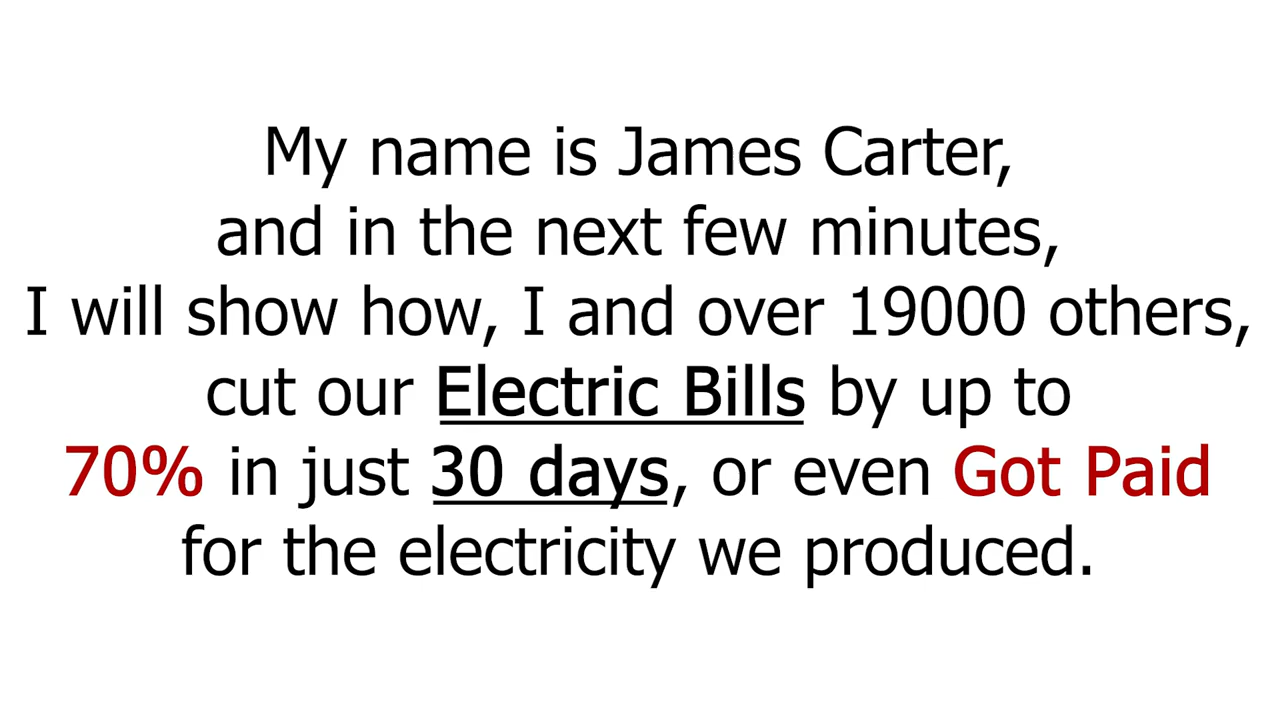 My name is James Carter,
and in the next few minutes,
I will show how, I and over 19000 others,
cut our Electric Bills by up to
70% in just 30 days, or even Got Paid
for the electricity we produced.